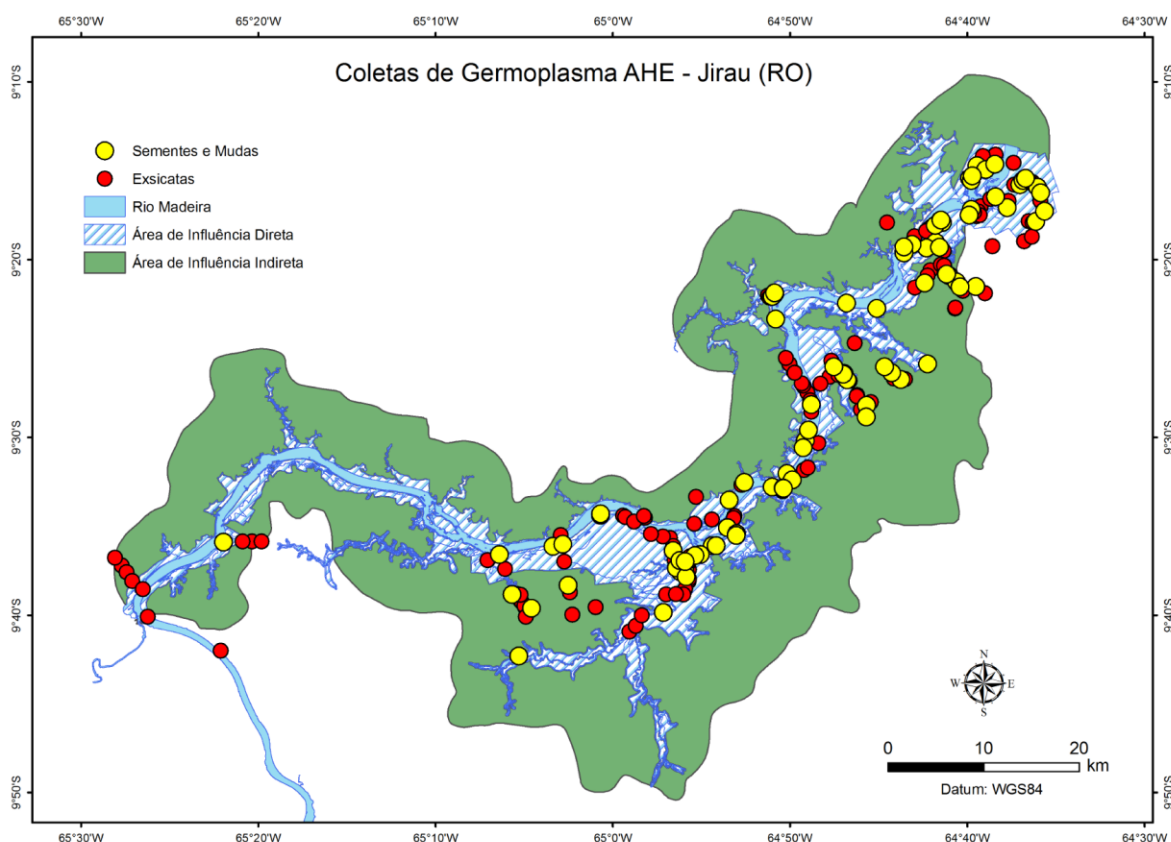 65°30'W 65°20'W 65°10'W 65°0'W 64°50'W 64°40'W 64°30'W
Coletas de Germoplasma AHE - Jirau (RO)
Sementes e Mudas
Exsicatas
Rio Madeira
Área de Influência Direta
Área de Influência Indireta
9°10'S 9°10'S
9°20'S 9°20'S
9°30'S 9°30'S
9°40'S 9°40'S
9°50'S 9°50'S
N
W E
S
0 10 20
km
Datum: WGS84
65°30'W 65°20'W 65°10'W 65°0'W 64°50'W 64°40'W 64°30'W